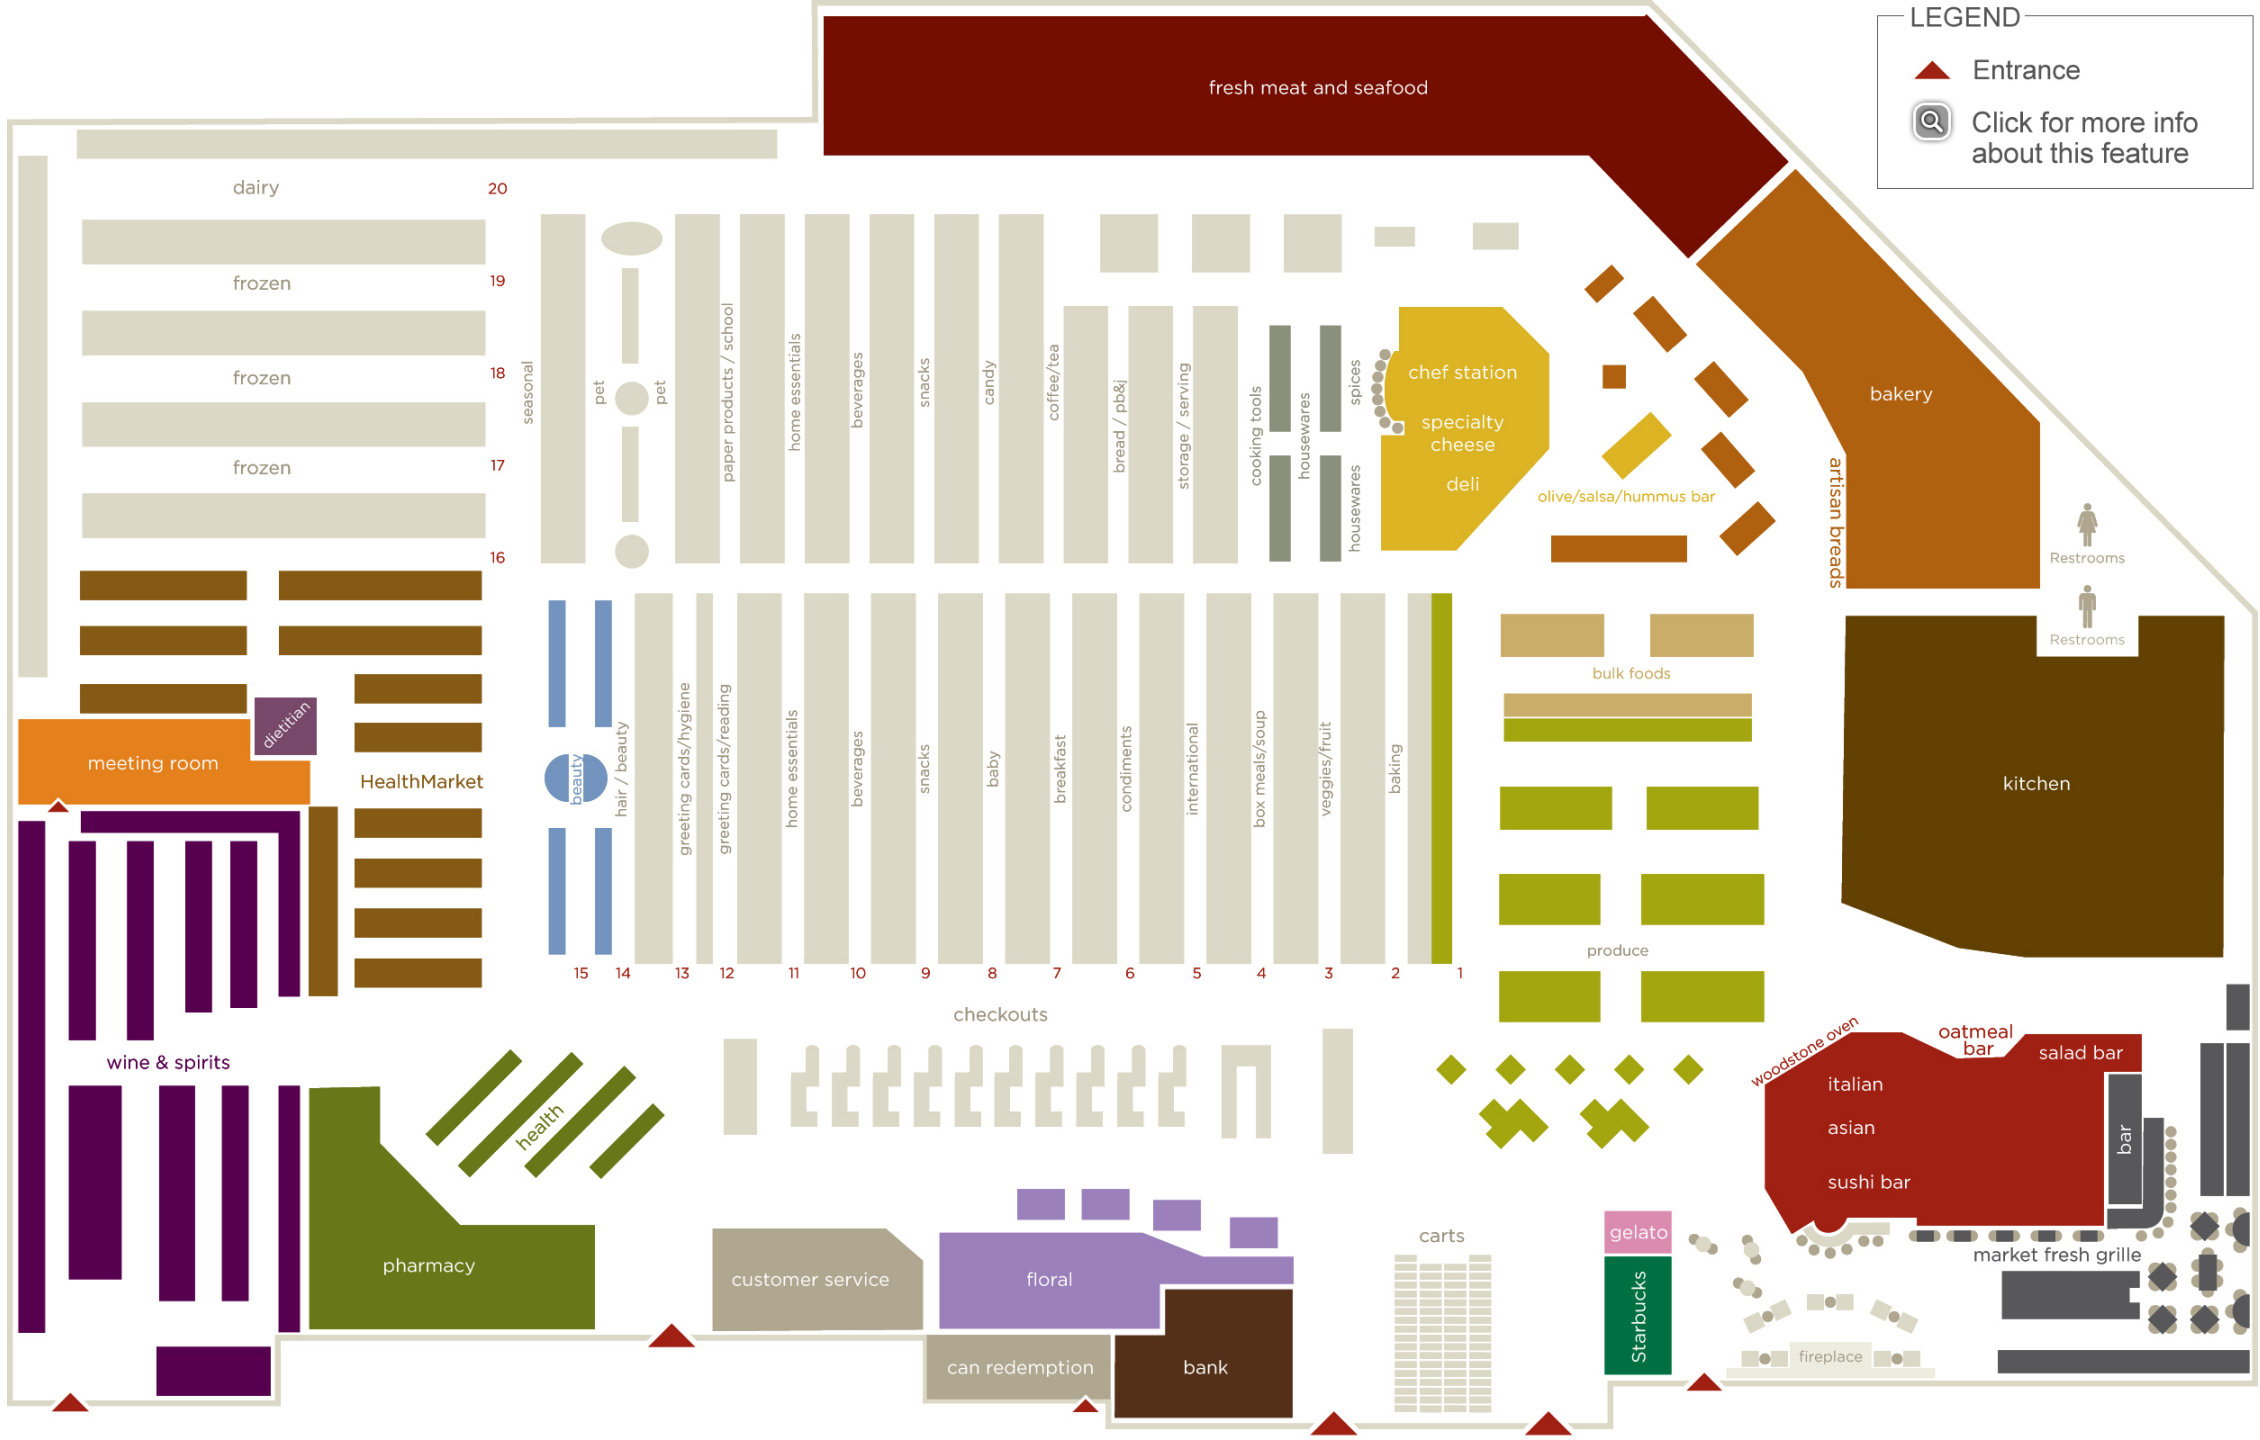 LEGEND
Entrance
Click for more info
about this feature
fresh meat and seafood
dairy
20
frozen
19
frozen
18
frozen
17
16
seasonal
pet
pet
paper products / school
home essentials
beverages
snacks
candy
coffee/tea
bread / pb&j
storage / serving
cooking tools
housewares
spices
housewares
chef station
specialty
cheese
deli
olive/salsa/hummus bar
bakery
artisan breads
Restrooms
Restrooms
bulk foods
kitchen
dietitian
meeting room
HealthMarket
beauty
hair / beauty
greeting cards/hygiene
greeting cards/reading
home essentials
beverages
snacks
baby
breakfast
condiments
international
box meals/soup
veggies/fruit
baking
15
14
13
12
11
10
9
8
7
6
5
4
3
2
1
produce
checkouts
wine & spirits
health
pharmacy
customer service
floral
can redemption
bank
carts
gelato
Starbucks
woodstone oven
oatmeal
bar
salad bar
italian
asian
sushi bar
bar
market fresh grille
fireplace